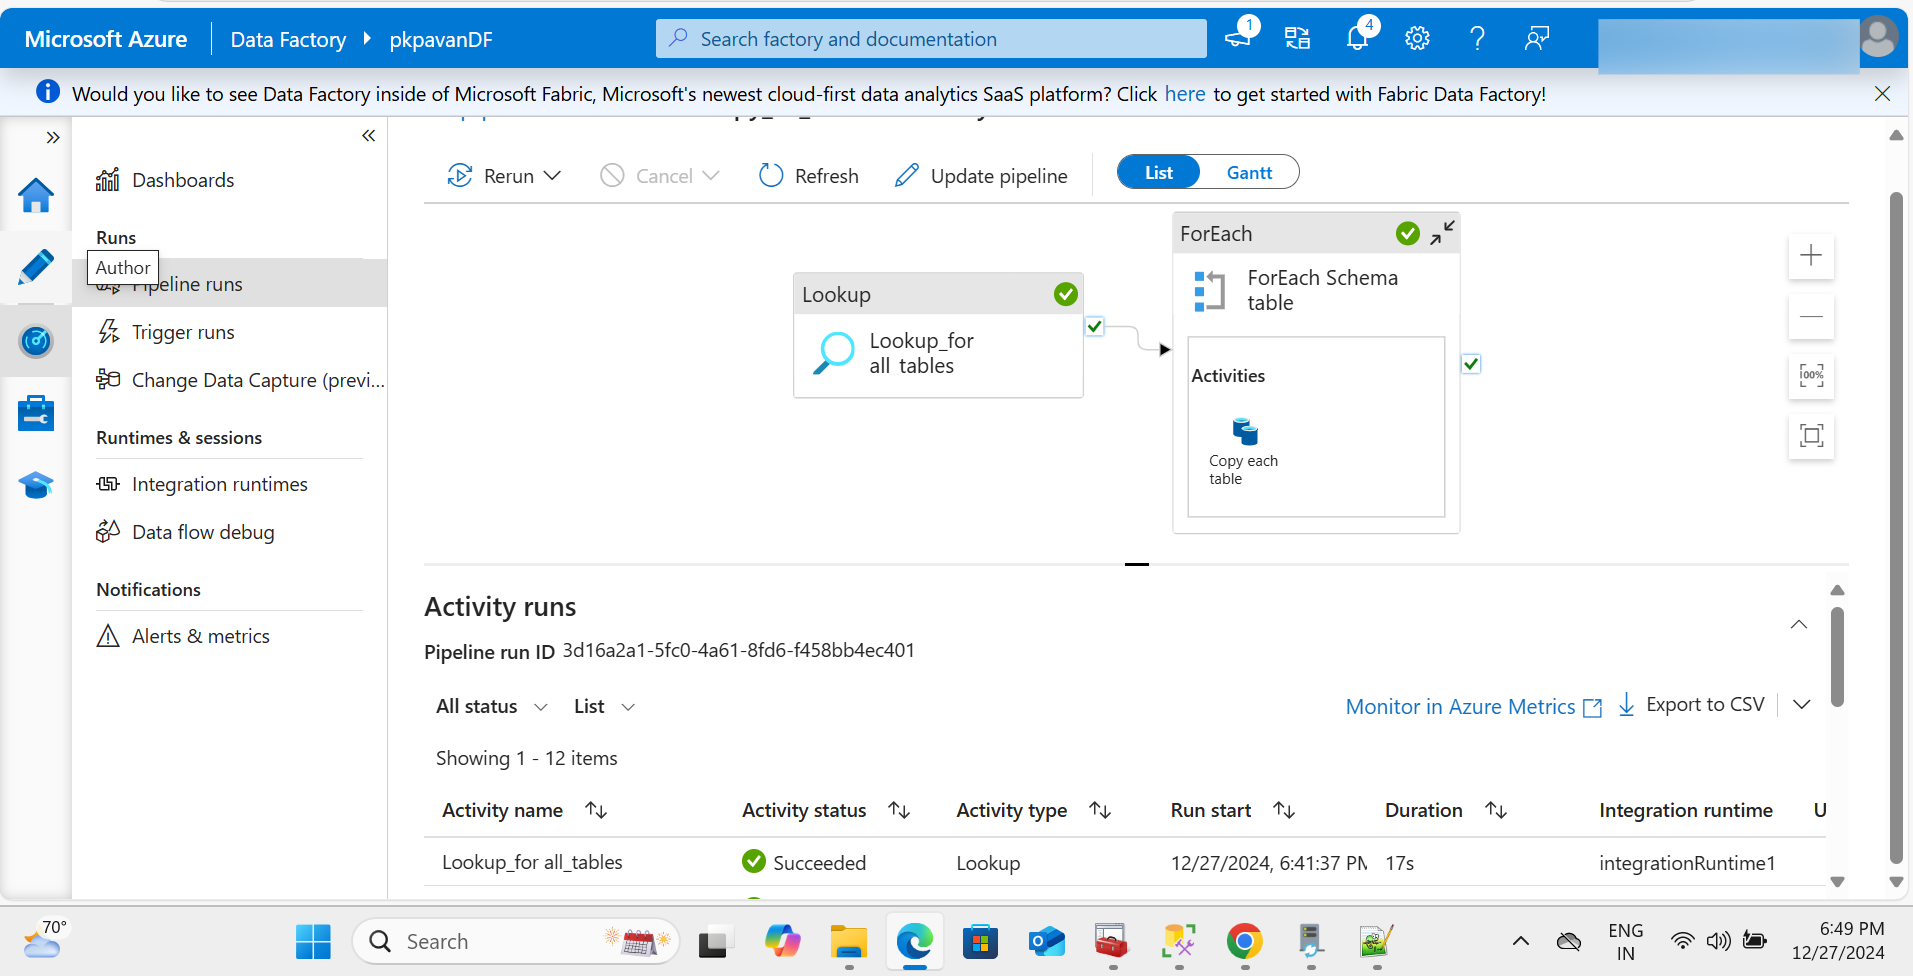 Microsoft Azure
Data Factory
pkpavanDF
Search factory and documentation
1
4
Would you like to see Data Factory inside of Microsoft Fabric, Microsoft's newest cloud-first data analytics SaaS platform? Click here to get started with Fabric Data Factory!
Dashboards
Runs
Author
Pipeline runs
Trigger runs
Change Data Capture (previ...
Runtimes & sessions
Integration runtimes
Data flow debug
Notifications
Alerts & metrics
Rerun
Cancel
Refresh
Update pipeline
List
Gantt
Lookup
Lookup_for
all_tables
ForEach
ForEach Schema
table
Activities
Copy each
table
100%
Activity runs
Pipeline run ID 3d16a2a1-5fc0-4a61-8fd6-f458bb4ec401
All status
List
Monitor in Azure Metrics
Export to CSV
Showing 1 - 12 items
Activity name
Activity status
Activity type
Run start
Duration
Integration runtime
U
Lookup_for all_tables
Succeeded
Lookup
12/27/2024, 6:41:37 PM
17s
integrationRuntime1
70°
Search
ENG
IN
6:49 PM
12/27/2024